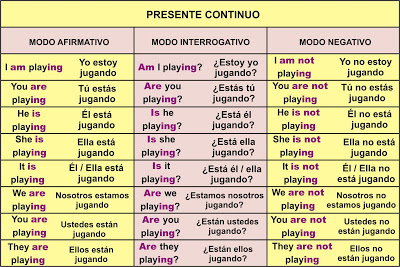 PRESENTE CONTINUO
MODO AFIRMATIVO
MODO INTERROGATIVO
MODO NEGATIVO
I am playing
Yo estoy
jugando
Am I playing?
¿Estoy yo
jugando?
I am not
playing
Yo no estoy
jugando
You are
playing
Tú estás
jugando
Are you
playing?
¿Estás tú
jugando?
You are not
playing
Tú no estás
jugando
He is
playing
Él está
jugando
Is he
playing?
¿Está él
jugando?
He is not
playing
Él no está
jugando
She is
playing
Ella está
jugando
Is she
playing?
¿Está ella
jugando?
She is not
playing
Ella no está
jugando
It is
playing
Él / Ella está
jugando
Is it
playing?
¿Está él / ella
jugando?
It is not
playing
Él / Ella no
está jugando
We are
playing
Nosotros estamos
jugando
Are we
playing?
¿Estamos nosotros
jugando?
We are not
playing
Nosotros no
estamos jugando
You are
playing
Ustedes están
jugando
Are you
playing?
¿Están ustedes
jugando?
You are not
playing
Ustedes no
están jugando
They are
playing
Ellos están
jugando
Are they
playing?
¿Están ellos
jugando?
They are not
playing
Ellos no están
jugando